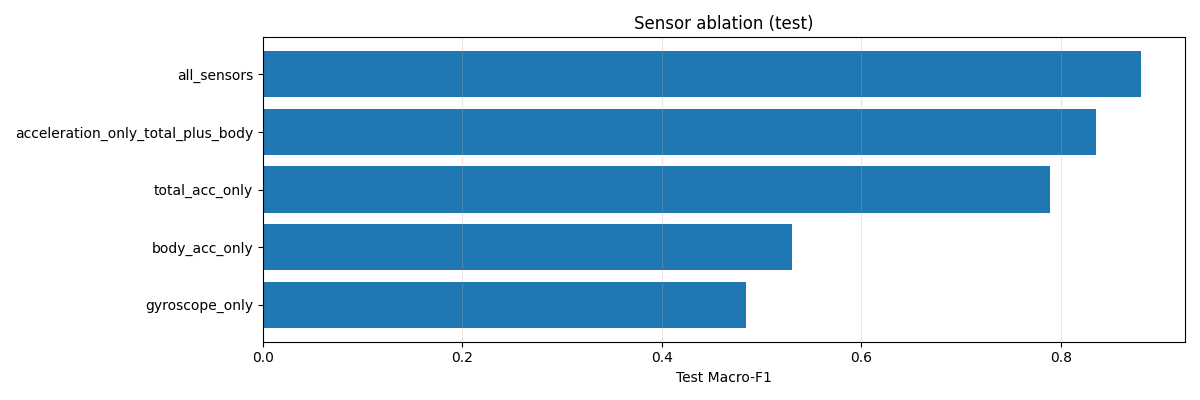 Sensor ablation (test)
all_sensors
acceleration_only_total_plus_body
total_acc_only
body_acc_only
gyroscope_only
0.0 0.2 0.4 0.6 0.8
Test Macro-F1